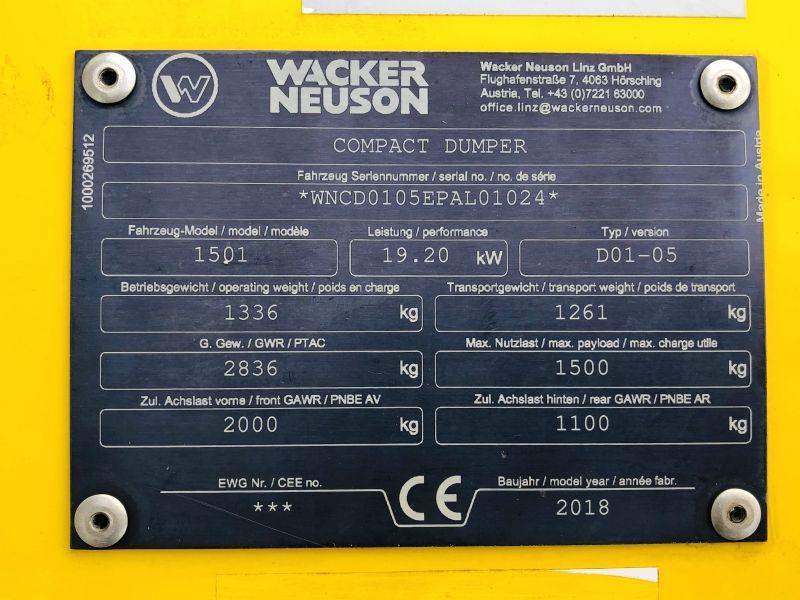 W
WACKER
NEUSON
Wacker Neuson Linz GmbH
Flughafenstraße 7, 4063 Hörsching
Austria, Tel. +43 (0)7221 63000
office.linz@wackerneuson.com
1000269512
Made in Austria
COMPACT DUMPER
Fahrzeug Seriennummer / serial no. / no. de série
*WNCD0105EPAL01024*
Fahrzeug-Model / model / modèle
1501
Leistung / performance
19.20 kW
Typ / version
D01-05
Betriebsgewicht / operating weight / poids en charge
1336 kg
Transportgewicht / transport weight / poids de transport
1261 kg
G. Gew. / GWR / PTAC
2836 kg
Max. Nutzlast / max. payload / max. charge utile
1500 kg
Zul. Achslast vorne / front GAWR / PNBE AV
2000 kg
Zul. Achslast hinten / rear GAWR / PNBE AR
1100 kg
EWG Nr. / CEE no.
***
CE
Baujahr / model year / année fabr.
2018